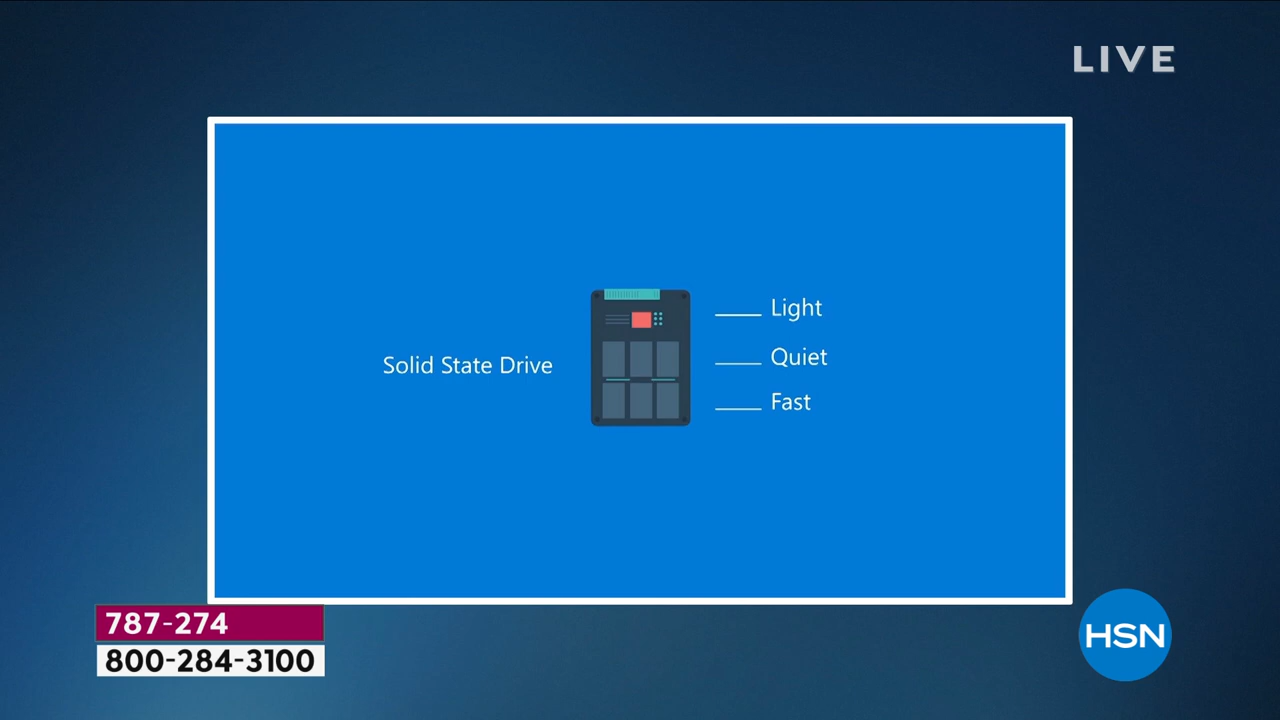 LIVE
Solid State Drive
Light
Quiet
Fast
787-274
800-284-3100
HSN